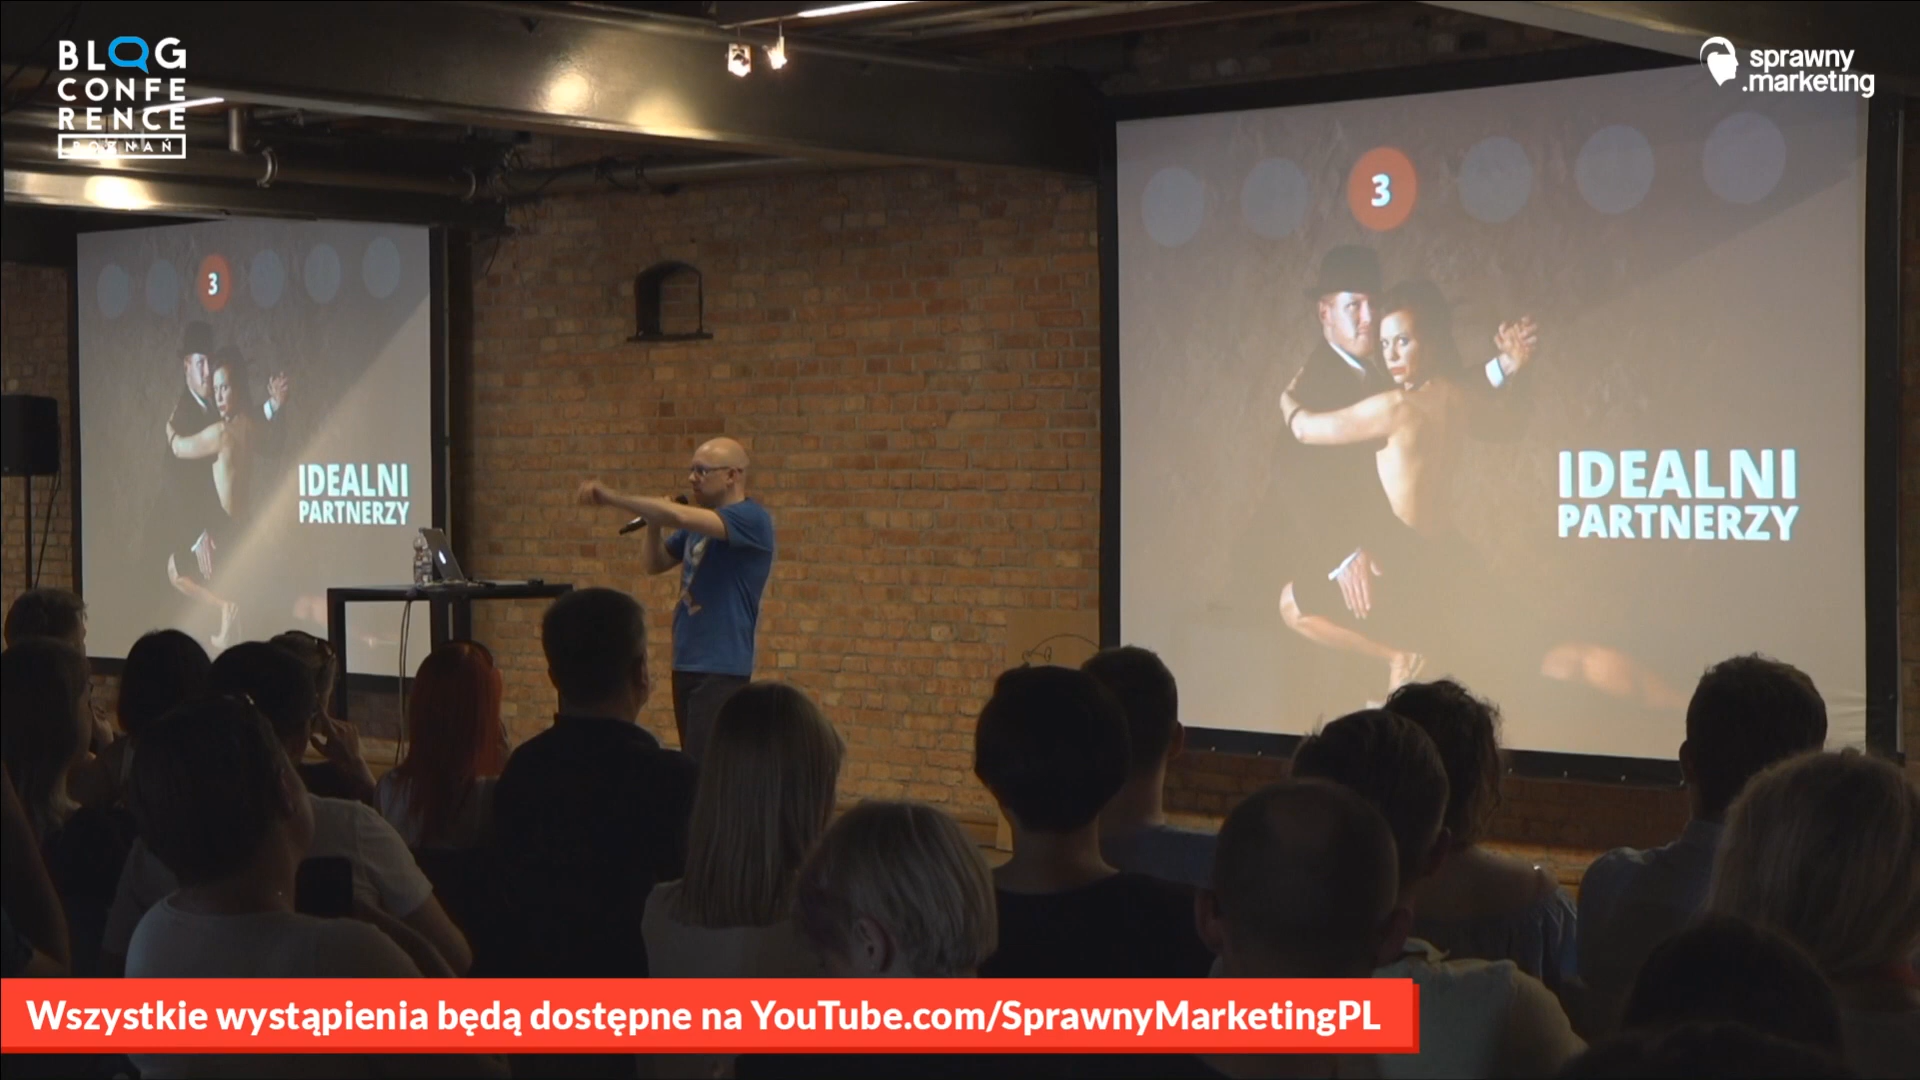 BLOG
CONFE
RENCE
POZNAŃ
sprawny
.marketing
3
IDEALNI
PARTNERZY
3
IDEALNI
PARTNERZY
Wszystkie wystąpienia będą dostępne na YouTube.com/SprawnyMarketingPL